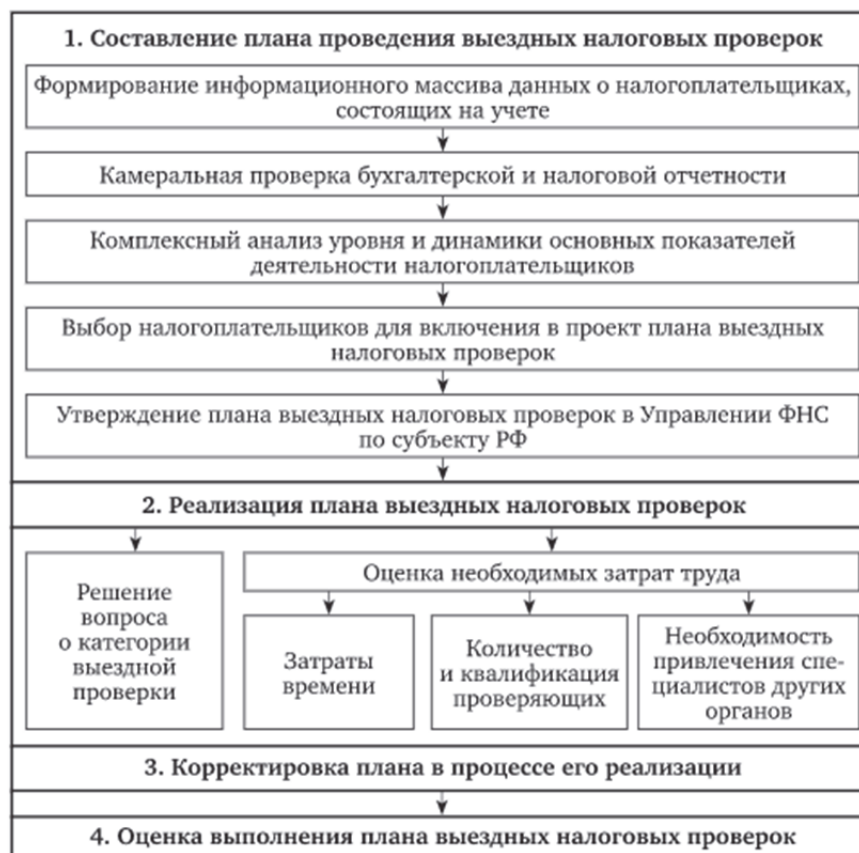 1. Составление плана проведения выездных налоговых проверок
Формирование информационного массива данных о налогоплательщиках,
состоящих на учете
Камеральная проверка бухгалтерской и налоговой отчетности
Комплексный анализ уровня и динамики основных показателей
деятельности налогоплательщиков
Выбор налогоплательщиков для включения в проект плана выездных
налоговых проверок
Утверждение плана выездных налоговых проверок в Управлении ФНС
по субъекту РФ
2. Реализация плана выездных налоговых проверок
Решение
вопроса
о категории
выездной
проверки
Оценка необходимых затрат труда
Затраты
времени
Количество
и квалификация
проверяющих
Необходимость
привлечения спе-
циалистов других
органов
3. Корректировка плана в процессе его реализации
4. Оценка выполнения плана выездных налоговых проверок